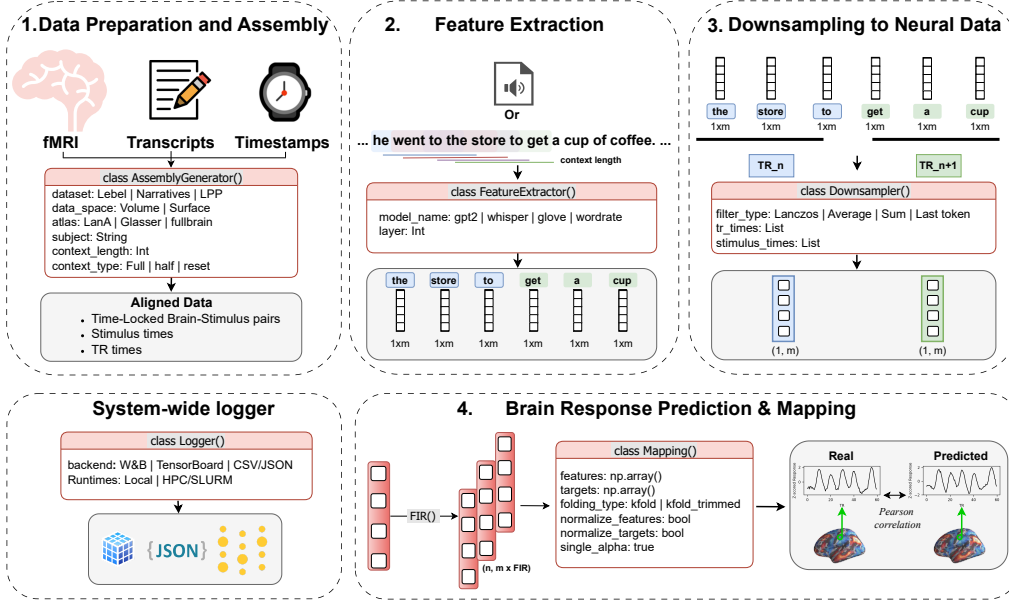 1.Data Preparation and Assembly
fMRI
Transcripts
Timestamps
class AssemblyGenerator()
dataset: Lebel | Narratives | LPP
data_space: Volume | Surface
atlas: LanA | Glasser | fullbrain
subject: String
context_length: Int
context_type: Full | half | reset
Aligned Data
• Time-Locked Brain-Stimulus pairs
• Stimulus times
• TR times
2. Feature Extraction
Or
... he went to the store to get a cup of coffee. ...
context length
class FeatureExtractor()
model_name: gpt2 | whisper | glove | wordrate
layer: Int
the store to get a cup
1xm 1xm 1xm 1xm 1xm 1xm
3. Downsampling to Neural Data
the store to get a cup
1xm 1xm 1xm 1xm 1xm 1xm
TR_n TR_n+1
class Downsampler()
filter_type: Lanczos | Average | Sum | Last token
tr_times: List
stimulus_times: List
(1, m) (1, m)
System-wide logger
class Logger()
backend: W&B | TensorBoard | CSV/JSON
Runtimes: Local | HPC/SLURM
{JSON}
4. Brain Response Prediction & Mapping
FIR()
(n, m x FIR)
class Mapping()
features: np.array()
targets: np.array()
folding_type: kfold | kfold_trimmed
normalize_features: bool
normalize_targets: bool
single_alpha: true
Real Predicted
Pearson
correlation